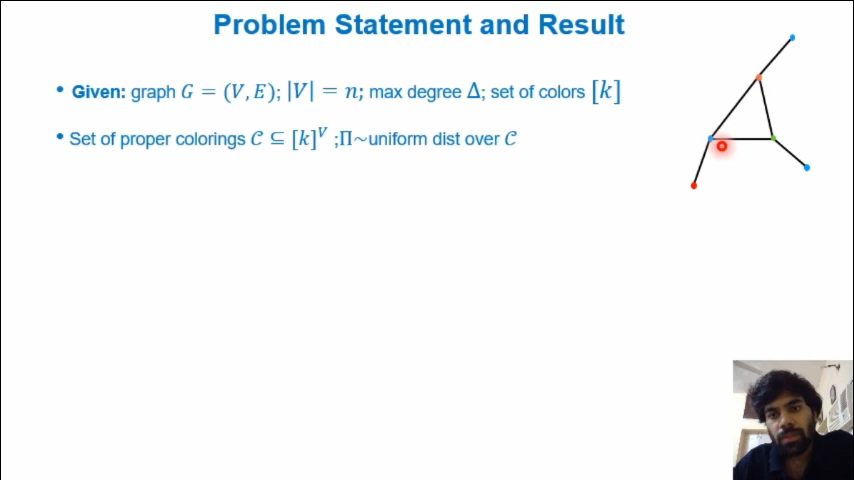 Problem Statement and Result
• Given: graph G = (V, E); |V| = n; max degree Δ; set of colors [k]
• Set of proper colorings 𝒞 ⊆ [k]^V ;Π~uniform dist over 𝒞